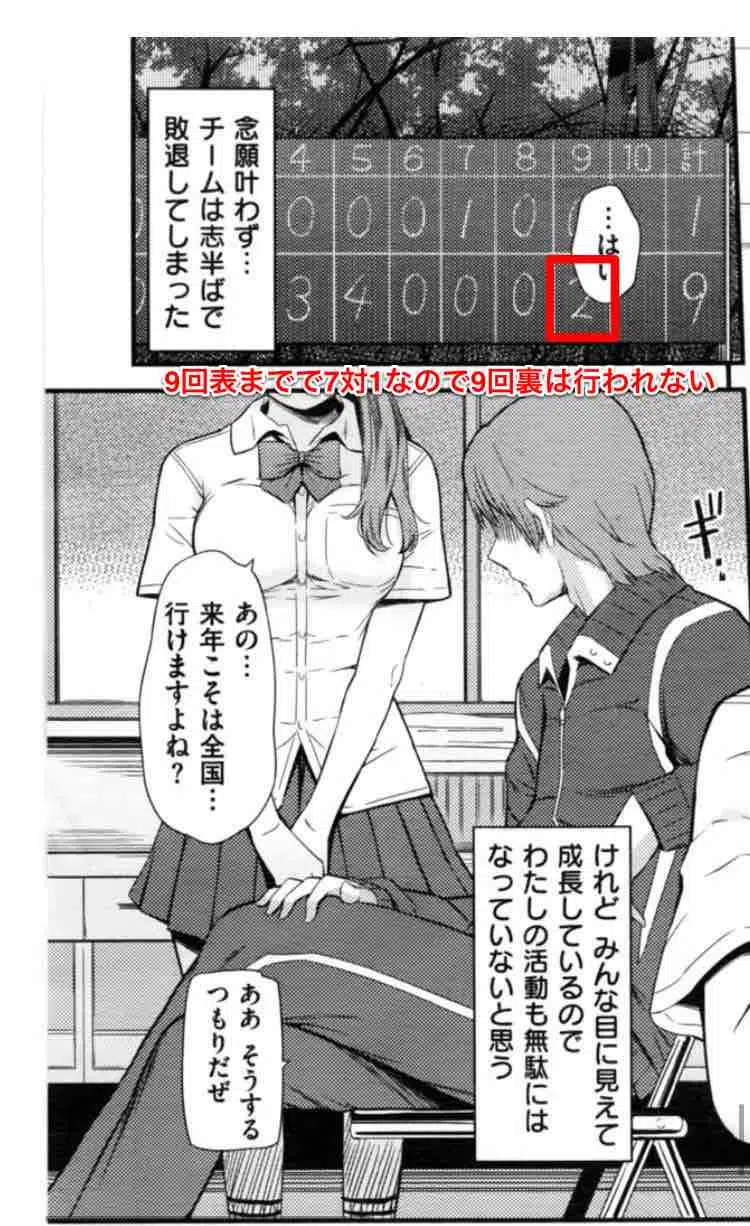 念願叶わず…
チームは志半ばで
敗退してしまった
4 5 6 7 8 9 10 計
0 0 0 1 0 0 1
3 4 0 0 0 2 9
…はい
9回表までで7対1なので9回裏は行われない
ギ…
あの…
来年こそは全国…
行けますよね?
けれど みんな目に見えて
成長しているので
わたしの活動も無駄には
なっていないと思う
ああ そうする
つもりだぜ